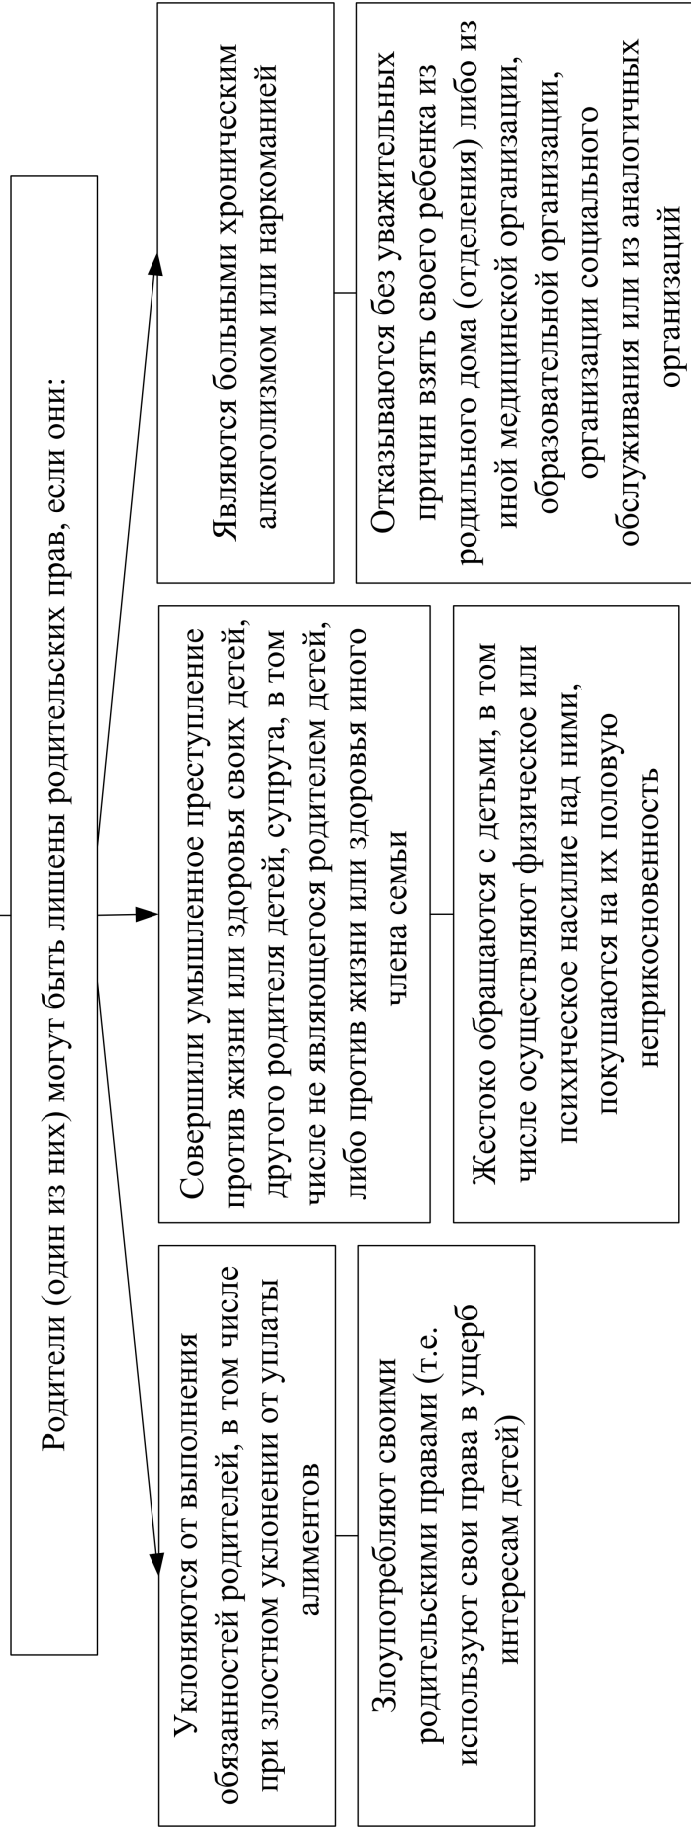 Родители (один из них) могут быть лишены родительских прав, если они:
Уклоняются от выполнения
обязанностей родителей, в том числе
при злостном уклонении от уплаты
алиментов
Злоупотребляют своими
родительскими правами (т.е.
используют свои права в ущерб
интересам детей)
Совершили умышленное преступление
против жизни или здоровья своих детей,
другого родителя детей, супруга, в том
числе не являющегося родителем детей,
либо против жизни или здоровья иного
члена семьи
Жестоко обращаются с детьми, в том
числе осуществляют физическое или
психическое насилие над ними,
покушаются на их половую
неприкосновенность
Являются больными хроническим
алкоголизмом или наркоманией
Отказываются без уважительных
причин взять своего ребенка из
родильного дома (отделения) либо из
иной медицинской организации,
образовательной организации,
организации социального
обслуживания или из аналогичных
организаций